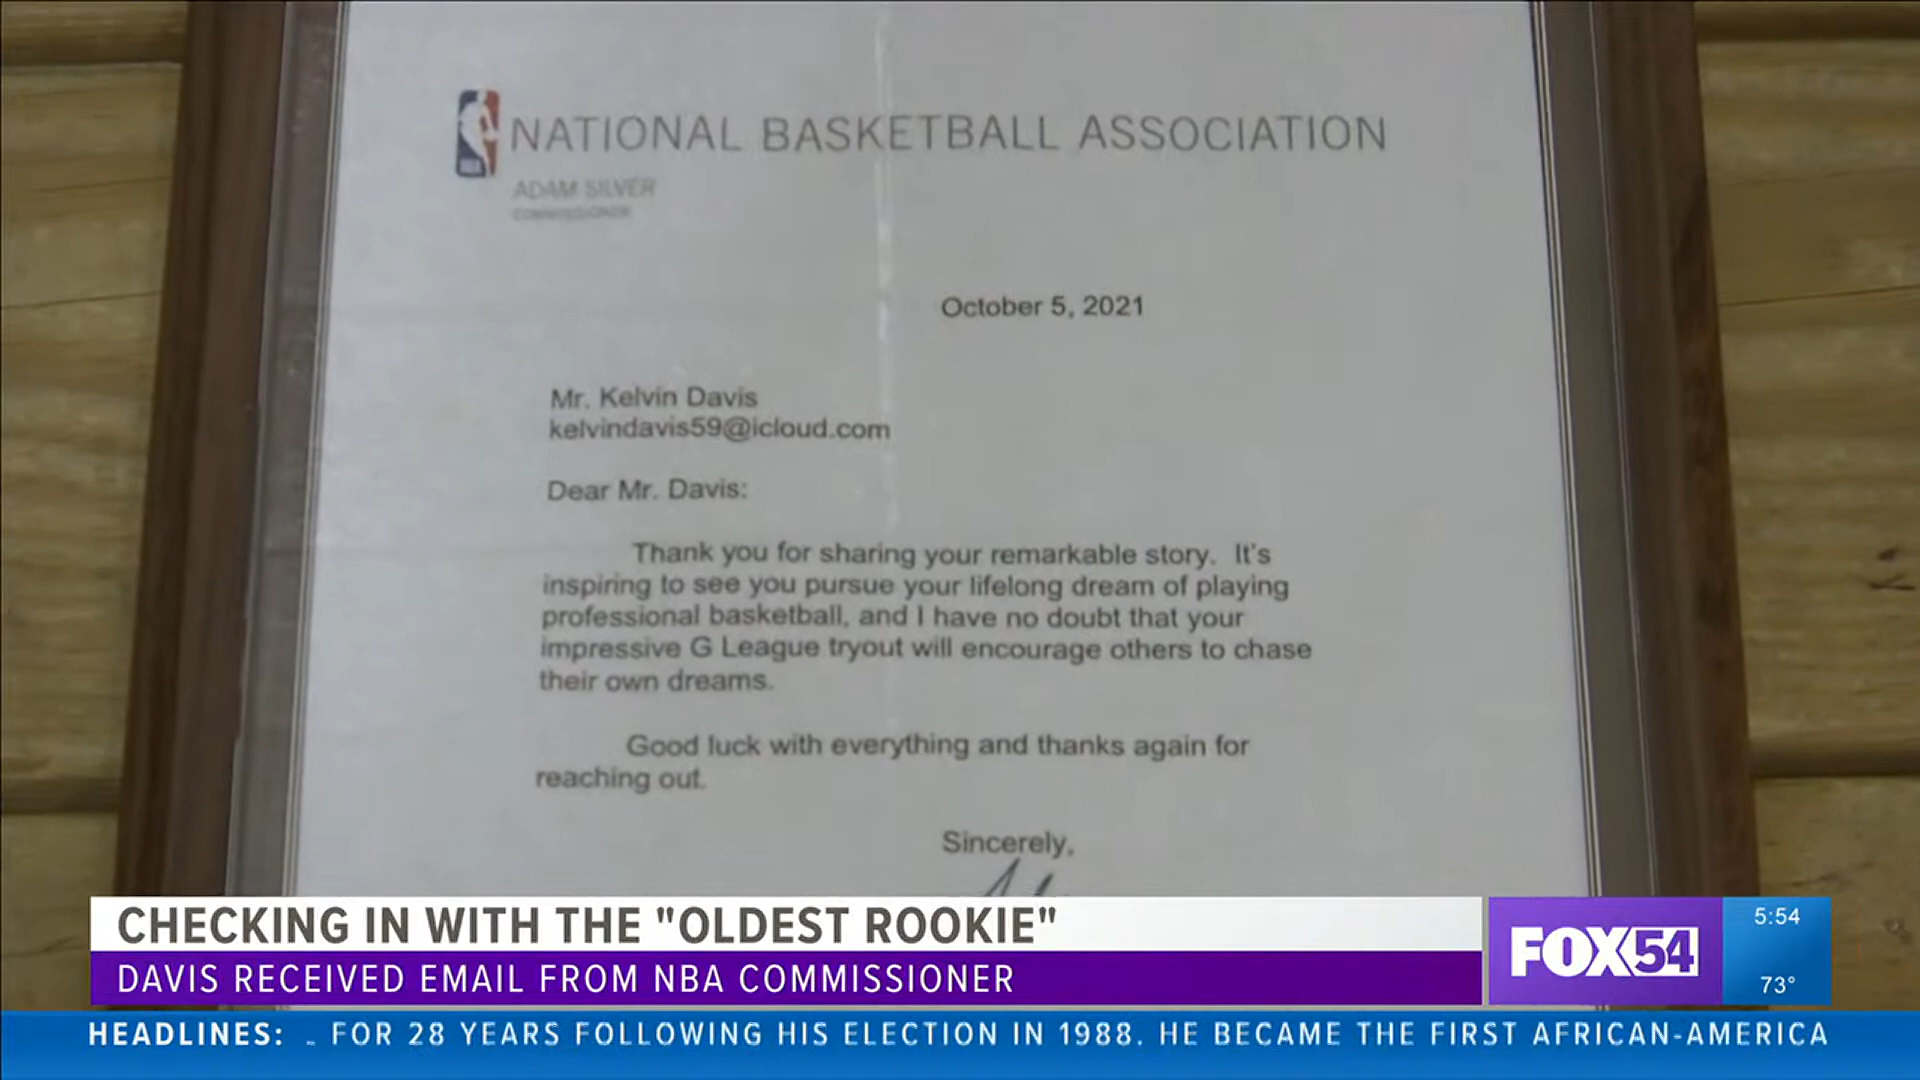 NATIONAL BASKETBALL ASSOCIATION
ADAM SILVER
COMMISSIONER
October 5, 2021
Mr. Kelvin Davis
kelvindavis59@icloud.com
Dear Mr. Davis:
Thank you for sharing your remarkable story. It's
inspiring to see you pursue your lifelong dream of playing
professional basketball, and I have no doubt that your
impressive G League tryout will encourage others to chase
their own dreams.
Good luck with everything and thanks again for
reaching out.
Sincerely,
CHECKING IN WITH THE "OLDEST ROOKIE"
DAVIS RECEIVED EMAIL FROM NBA COMMISSIONER
FOX54
5:54
73°
HEADLINES: FOR 28 YEARS FOLLOWING HIS ELECTION IN 1988. HE BECAME THE FIRST AFRICAN-AMERICA